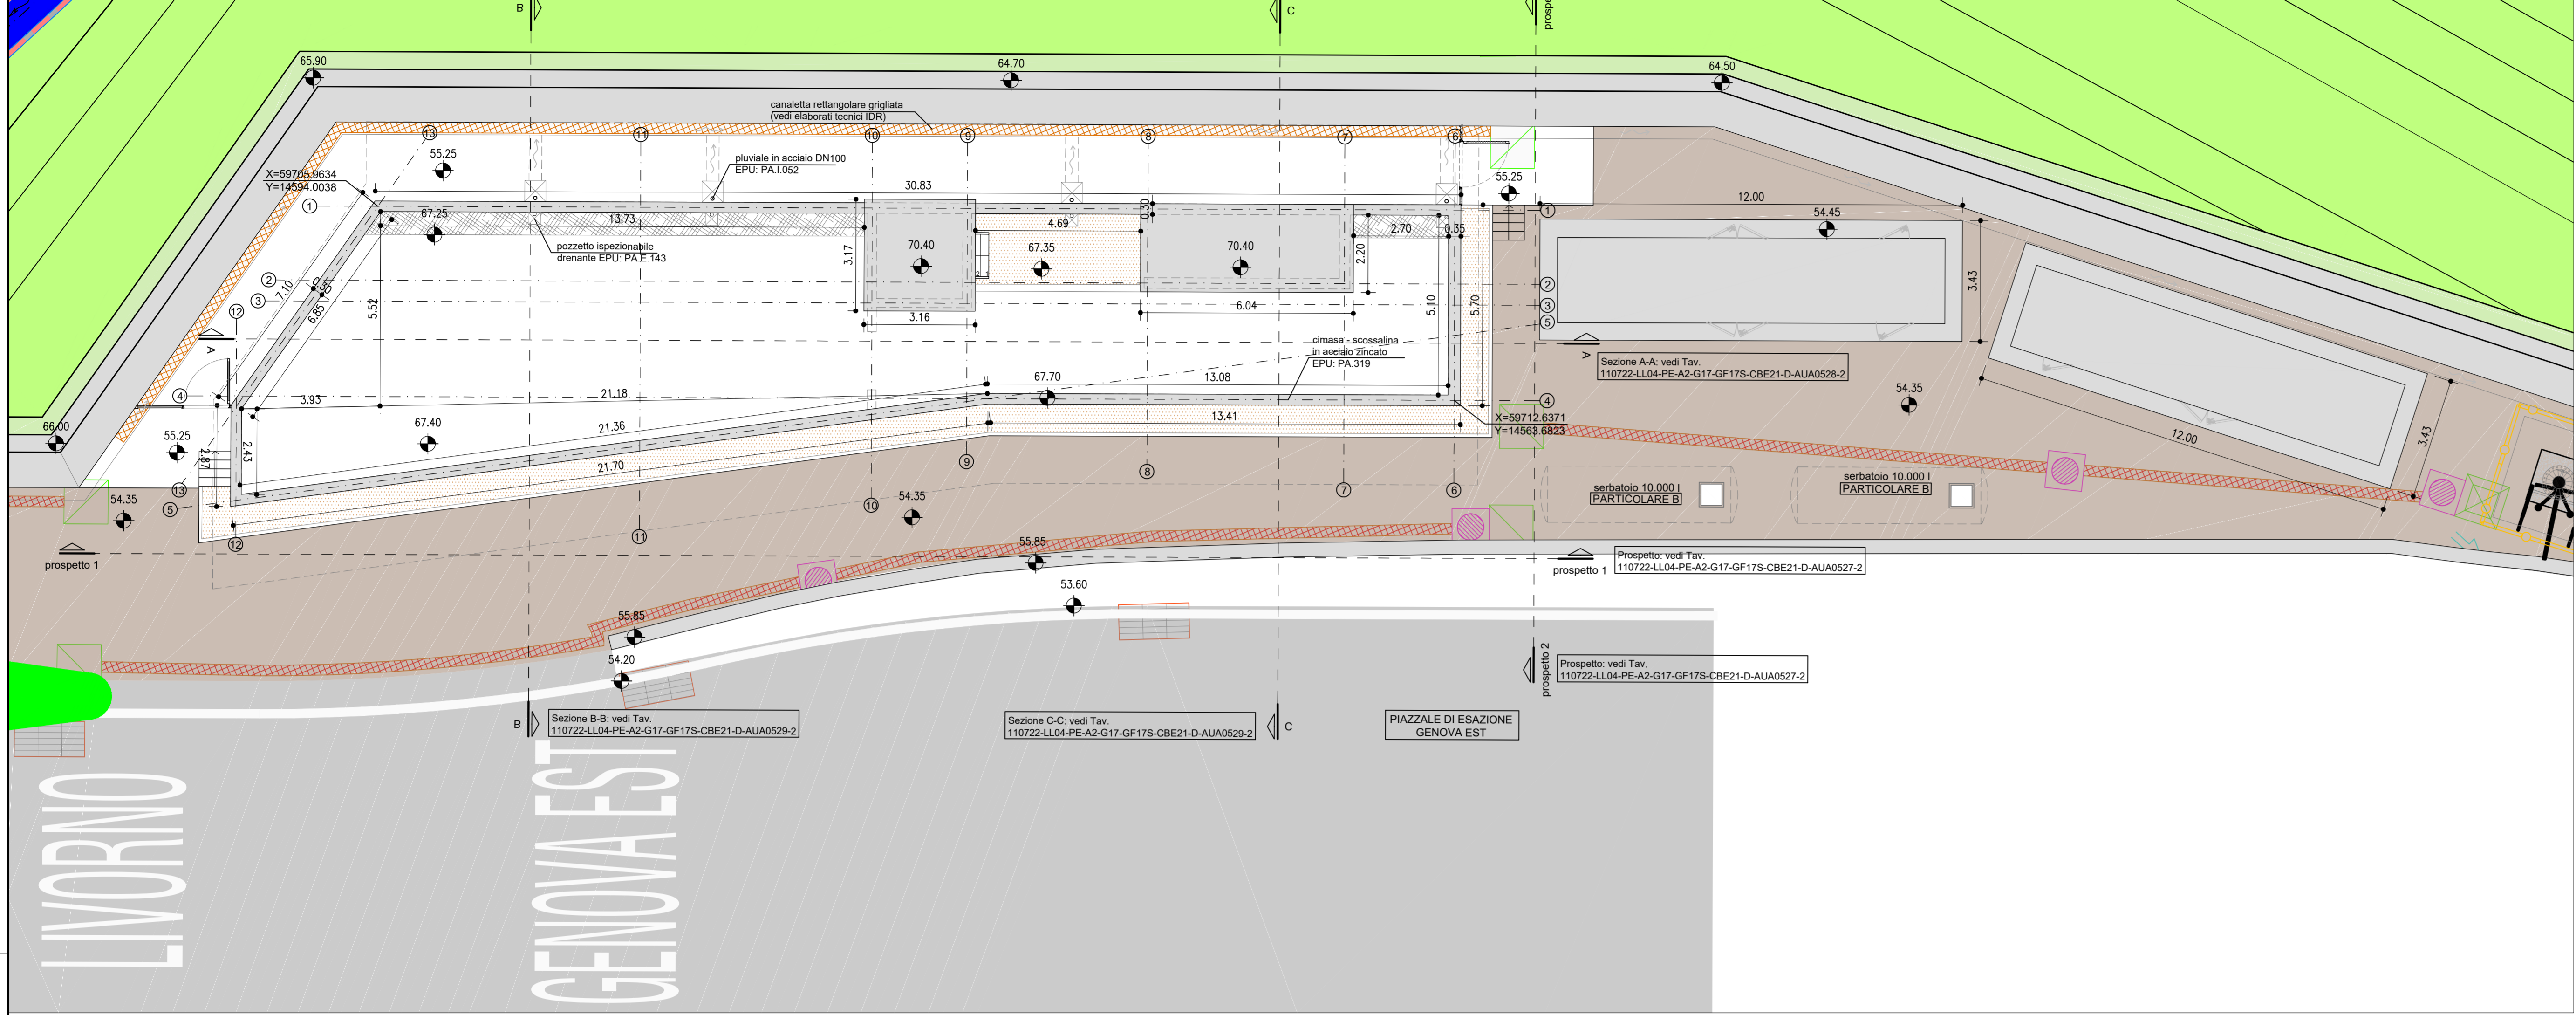 B
C
65.90
64.70
64.50
canaletta rettangolare grigliata
(vedi elaborati tecnici IDR)
13
11
10
9
8
7
6
55.25
pluviale in acciaio DN100
EPU: PA.I.052
X=59705.9634
Y=14594.0038
30.83
55.25
1
67.25
13.73
4.69
0.30
2.70
0.35
1
12.00
54.45
pozzetto ispezionabile
drenante EPU: PA.E.143
3.17
70.40
67.35
70.40
2.20
2
7.10
3
6.85
5.52
5.10
5.70
2
3
5
3.43
12
3.16
6.04
A
cimasa - scossalina
in acciaio zincato
EPU: PA.319
A
Sezione A-A: vedi Tav.
110722-LL04-PE-A2-G17-GF17S-CBE21-D-AUA0528-2
4
3.93
21.18
67.70
13.08
4
54.35
13.41
X=59712.6371
Y=14563.6823
66.00
55.25
67.40
21.36
2.43
2.87
21.70
12.00
3.43
13
5
12
11
10
9
8
7
6
54.35
54.35
serbatoio 10.000 l
PARTICOLARE B
serbatoio 10.000 l
PARTICOLARE B
prospetto 1
55.85
prospetto 1
Prospetto: vedi Tav.
110722-LL04-PE-A2-G17-GF17S-CBE21-D-AUA0527-2
53.60
55.85
54.20
prospetto 2
Prospetto: vedi Tav.
110722-LL04-PE-A2-G17-GF17S-CBE21-D-AUA0527-2
B
Sezione B-B: vedi Tav.
110722-LL04-PE-A2-G17-GF17S-CBE21-D-AUA0529-2
Sezione C-C: vedi Tav.
110722-LL04-PE-A2-G17-GF17S-CBE21-D-AUA0529-2
C
PIAZZALE DI ESAZIONE
GENOVA EST
LIVORNO
GENOVA EST